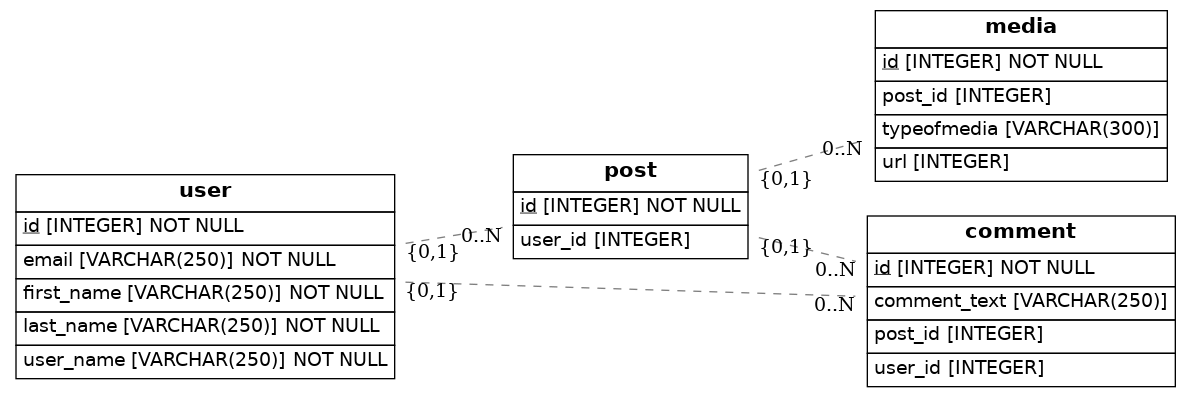 user
id [INTEGER] NOT NULL
email [VARCHAR(250)] NOT NULL
first_name [VARCHAR(250)] NOT NULL
last_name [VARCHAR(250)] NOT NULL
user_name [VARCHAR(250)] NOT NULL
{0,1}
0..N
{0,1}
0..N
post
id [INTEGER] NOT NULL
user_id [INTEGER]
{0,1}
0..N
{0,1}
0..N
media
id [INTEGER] NOT NULL
post_id [INTEGER]
typeofmedia [VARCHAR(300)]
url [INTEGER]
comment
id [INTEGER] NOT NULL
comment_text [VARCHAR(250)]
post_id [INTEGER]
user_id [INTEGER]